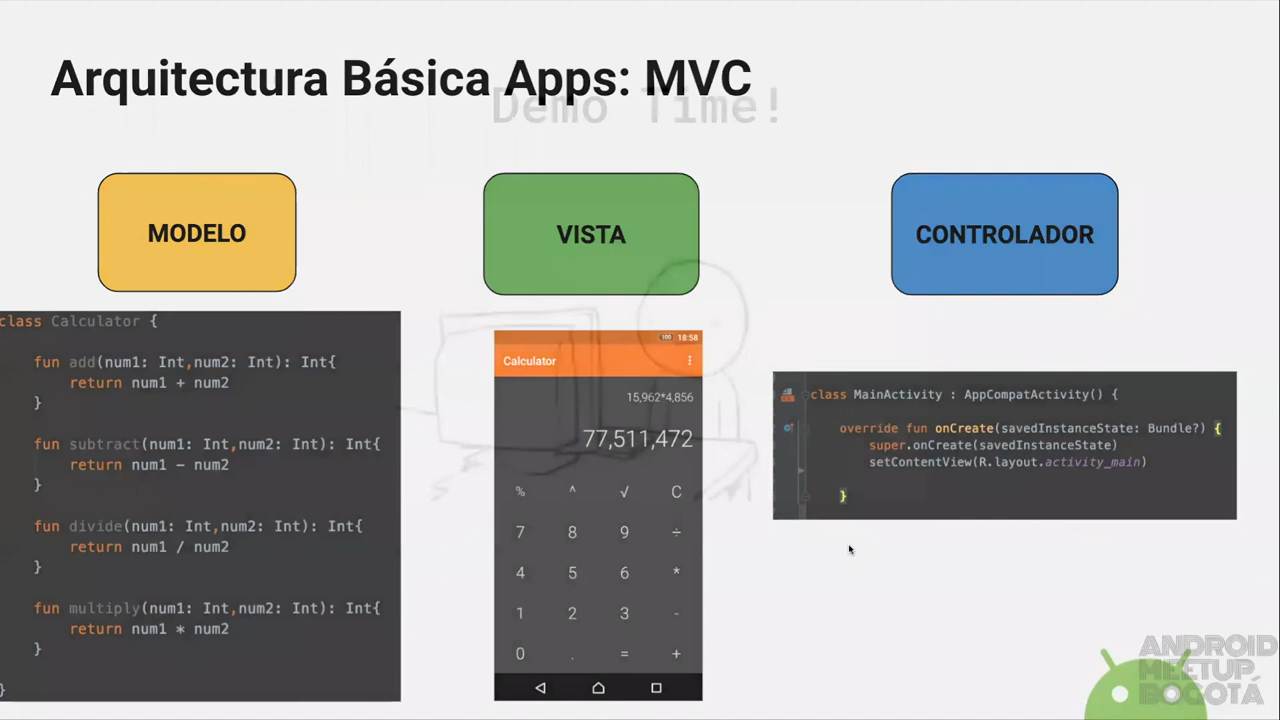 Arquitectura Básica Apps: MVC
Demo Time!
MODELO
VISTA
CONTROLADOR
class Calculator {
fun add(num1: Int,num2: Int): Int{
return num1 + num2
}
fun subtract(num1: Int,num2: Int): Int{
return num1 - num2
}
fun divide(num1: Int,num2: Int): Int{
return num1 / num2
}
fun multiply(num1: Int,num2: Int): Int{
return num1 * num2
}
}
100 18:58
Calculator
15,962*4,856
77,511,472
% ^ √ C
7 8 9 ÷
4 5 6 *
1 2 3 -
0 . = +
class MainActivity : AppCompatActivity() {
override fun onCreate(savedInstanceState: Bundle?) {
super.onCreate(savedInstanceState)
setContentView(R.layout.activity_main)
}
ANDROID
MEETUP
BOGOTÁ